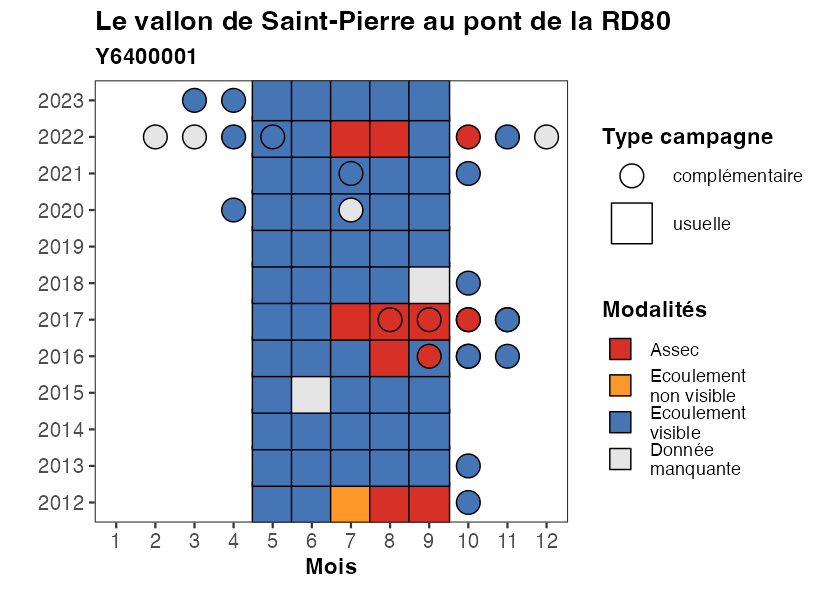 Le vallon de Saint-Pierre au pont de la RD80
Y6400001
2023
2022
2021
2020
2019
2018
2017
2016
2015
2014
2013
2012
1 2 3 4 5 6 7 8 9 10 11 12
Mois
Type campagne
complémentaire
usuelle
Modalités
Assec
Ecoulement
non visible
Ecoulement
visible
Donnée
manquante